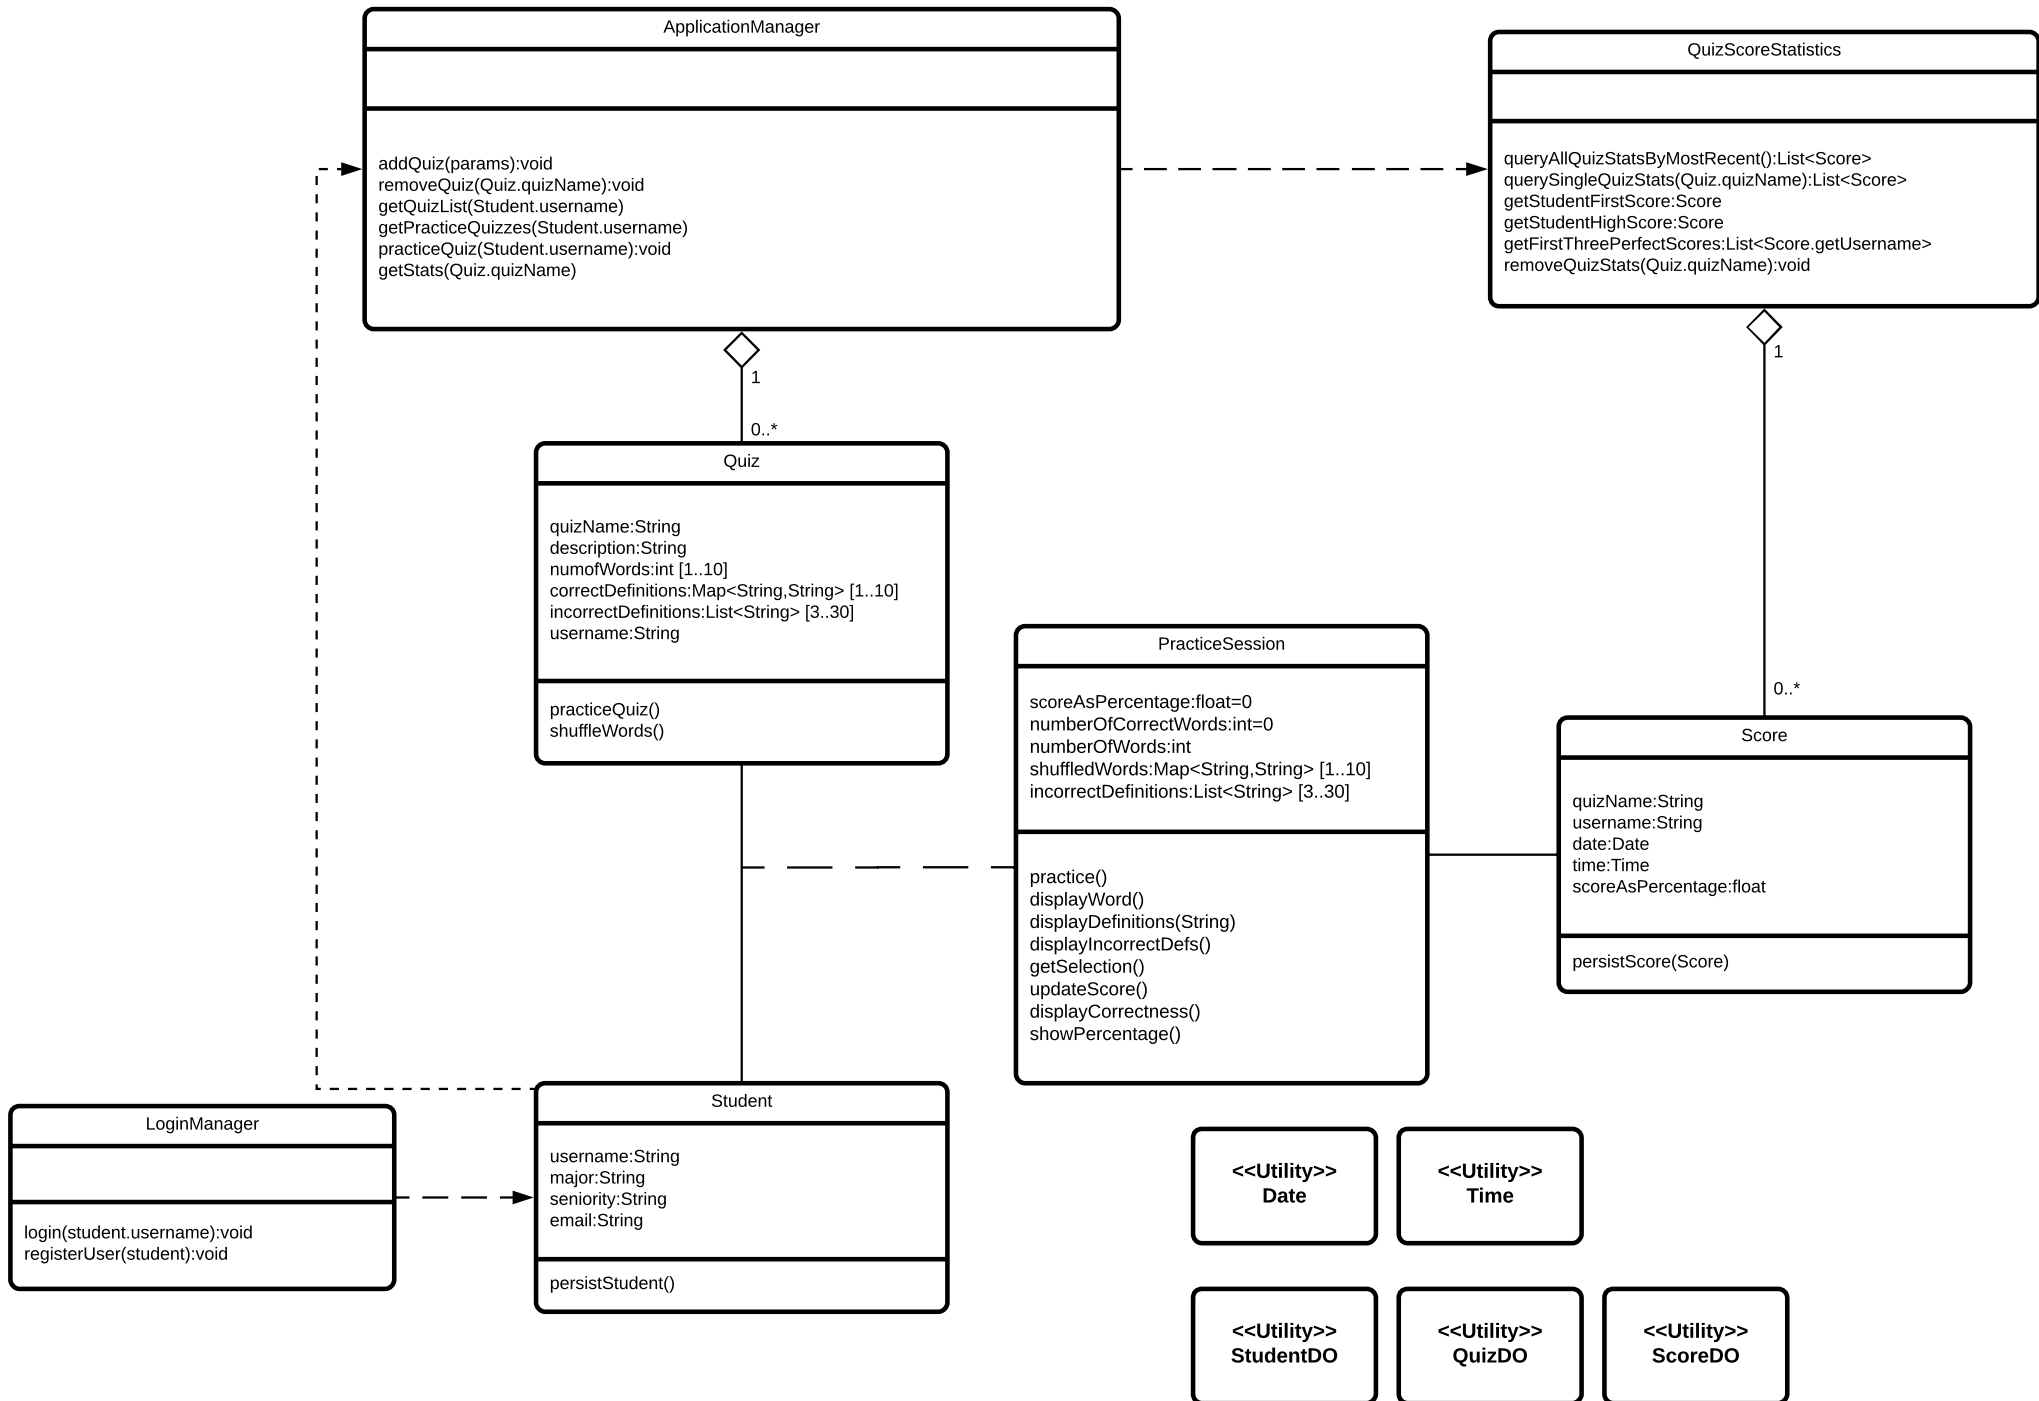 ApplicationManager
addQuiz(params):void
removeQuiz(Quiz.quizName):void
getQuizList(Student.username)
getPracticeQuizzes(Student.username)
practiceQuiz(Student.username):void
getStats(Quiz.quizName)
QuizScoreStatistics
queryAllQuizStatsByMostRecent():List<Score>
querySingleQuizStats(Quiz.quizName):List<Score>
getStudentFirstScore:Score
getStudentHighScore:Score
getFirstThreePerfectScores:List<Score.getUsername>
removeQuizStats(Quiz.quizName):void
1
0..*
1
0..*
Quiz
quizName:String
description:String
numofWords:int [1..10]
correctDefinitions:Map<String,String> [1..10]
incorrectDefinitions:List<String> [3..30]
username:String
practiceQuiz()
shuffleWords()
PracticeSession
scoreAsPercentage:float=0
numberOfCorrectWords:int=0
numberOfWords:int
shuffledWords:Map<String,String> [1..10]
incorrectDefinitions:List<String> [3..30]
practice()
displayWord()
displayDefinitions(String)
displayIncorrectDefs()
getSelection()
updateScore()
displayCorrectness()
showPercentage()
Score
quizName:String
username:String
date:Date
time:Time
scoreAsPercentage:float
persistScore(Score)
LoginManager
login(student.username):void
registerUser(student):void
Student
username:String
major:String
seniority:String
email:String
persistStudent()
<<Utility>>
Date
<<Utility>>
Time
<<Utility>>
StudentDO
<<Utility>>
QuizDO
<<Utility>>
ScoreDO